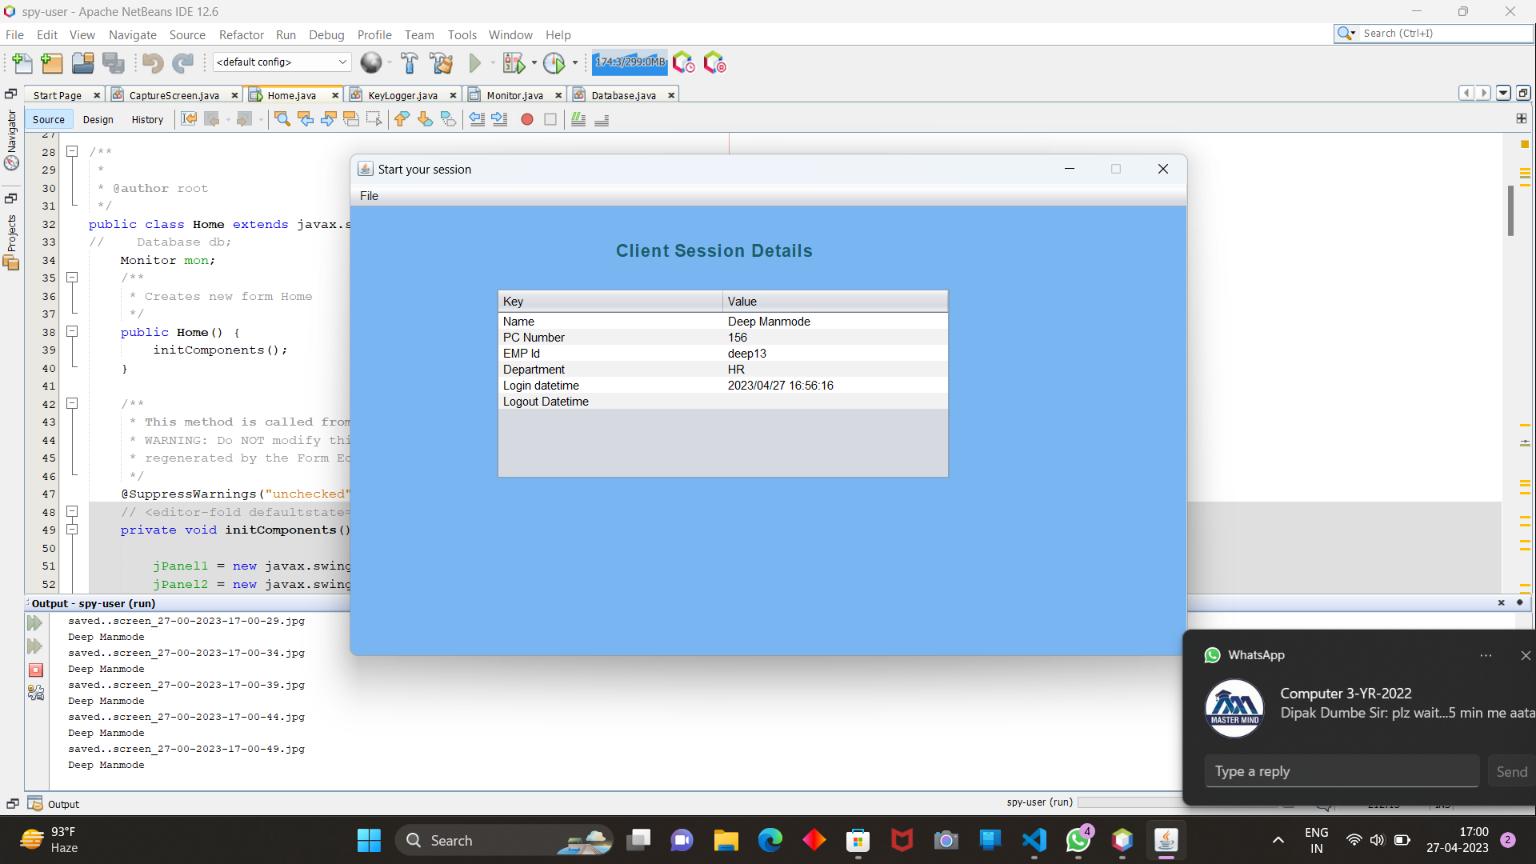 spy-user - Apache NetBeans IDE 12.6
File Edit View Navigate Source Refactor Run Debug Profile Team Tools Window Help
Search (Ctrl+I)
<default config>
174.3/299.0MB
Start Page
CaptureScreen.java
Home.java
KeyLogger.java
Monitor.java
Database.java
Source Design History
Navigator
Projects
27
28 /**
29 *
30 * @author root
31 */
32 public class Home extends javax.s
33 // Database db;
34 Monitor mon;
35 /**
36 * Creates new form Home
37 */
38 public Home() {
39 initComponents();
40 }
41
42 /**
43 * This method is called from
44 * WARNING: Do NOT modify thi
45 * regenerated by the Form Ed
46 */
47 @SuppressWarnings("unchecked"
48 // <editor-fold defaultstate=
49 private void initComponents()
50
51 jPanel1 = new javax.swing
52 jPanel2 = new javax.swing
Start your session
File
Client Session Details
Key Value
Name Deep Manmode
PC Number 156
EMP Id deep13
Department HR
Login datetime 2023/04/27 16:56:16
Logout Datetime
Output - spy-user (run)
saved..screen_27-00-2023-17-00-29.jpg
Deep Manmode
saved..screen_27-00-2023-17-00-34.jpg
Deep Manmode
saved..screen_27-00-2023-17-00-39.jpg
Deep Manmode
saved..screen_27-00-2023-17-00-44.jpg
Deep Manmode
saved..screen_27-00-2023-17-00-49.jpg
Deep Manmode
WhatsApp
MASTER MIND
Computer 3-YR-2022
Dipak Dumbe Sir: plz wait...5 min me aata
Type a reply
Send
Output
spy-user (run)
93°F
Haze
Search
4
ENG
IN
17:00
27-04-2023
2